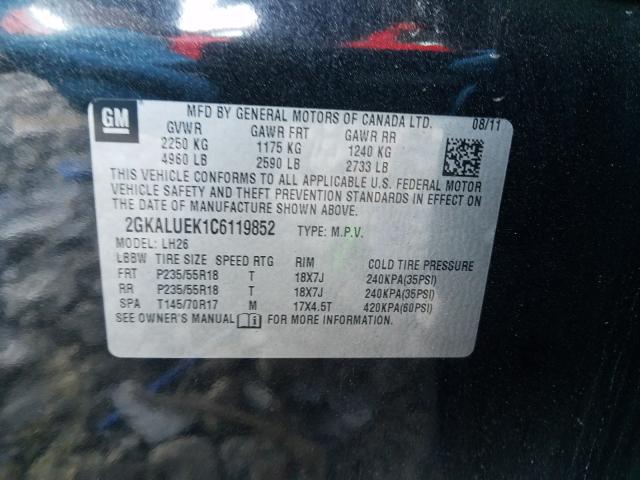 GM MFD BY GENERAL MOTORS OF CANADA LTD. 08/11
GVWR GAWR FRT GAWR RR
2250 KG 1175 KG 1240 KG
4960 LB 2590 LB 2733 LB
THIS VEHICLE CONFORMS TO ALL APPLICABLE U.S. FEDERAL MOTOR
VEHICLE SAFETY AND THEFT PREVENTION STANDARDS IN EFFECT ON
THE DATE OF MANUFACTURE SHOWN ABOVE.
2GKALUEK1C6119852 TYPE: M.P.V.
MODEL: LH26
LBBW TIRE SIZE SPEED RTG RIM COLD TIRE PRESSURE
FRT P235/55R18 T 18X7J 240KPA(35PSI)
RR P235/55R18 T 18X7J 240KPA(35PSI)
SPA T145/70R17 M 17X4.5T 420KPA(60PSI)
SEE OWNER'S MANUAL FOR MORE INFORMATION.